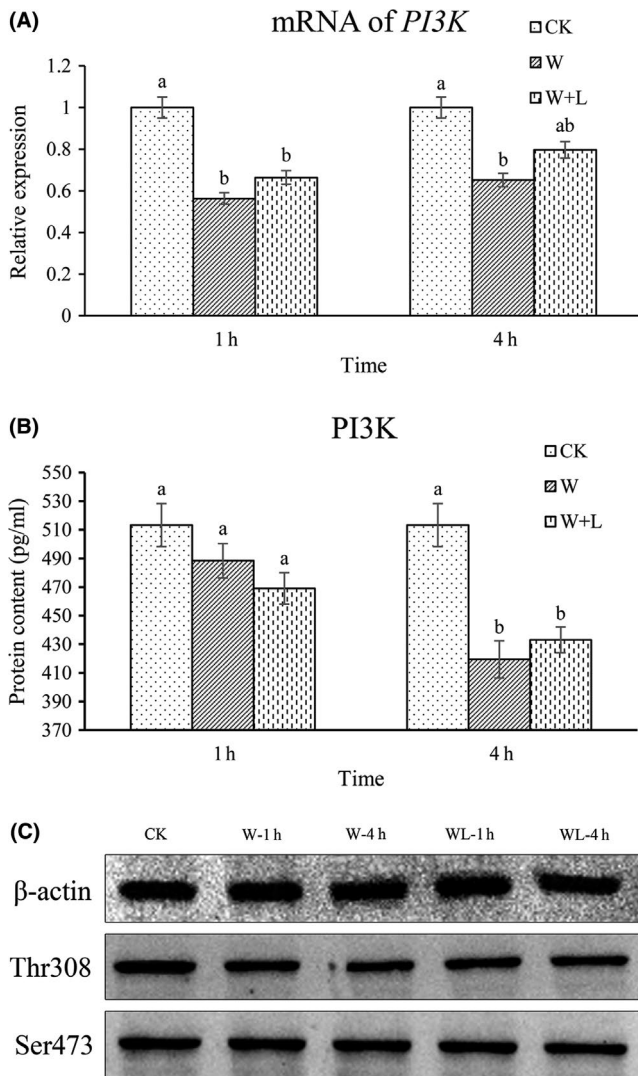 (A)
mRNA of PI3K
CK
W
W+L
Relative expression
1.2
1
0.8
0.6
0.4
0.2
0
a
b
b
a
b
ab
1 h
4 h
Time
(B)
PI3K
CK
W
W+L
Protein content (pg/ml)
550
530
510
490
470
450
430
410
390
370
a
a
a
a
b
b
1 h
4 h
Time
(C)
CK W-1 h W-4 h WL-1h WL-4 h
β-actin
Thr308
Ser473